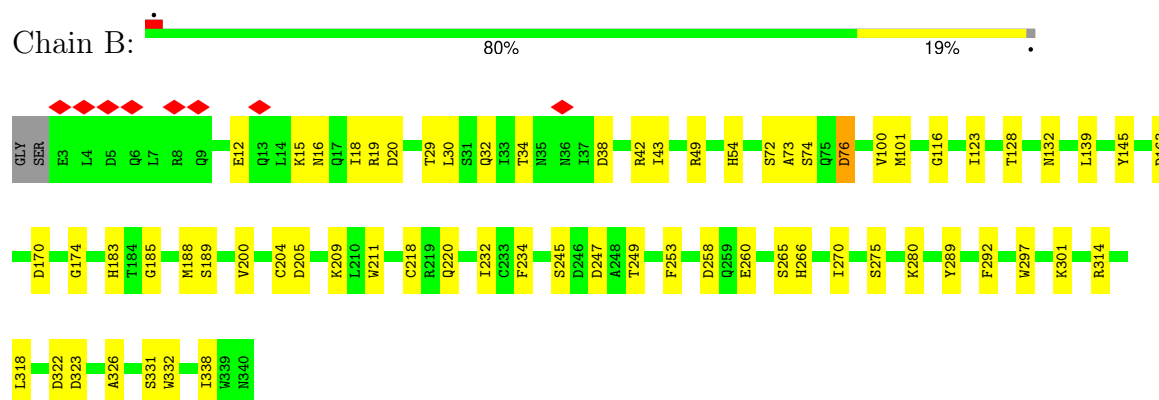 Chain B:
80% 19%
GLY SER E3 L4 D5 Q6 L7 R8 Q9 E12 Q13 L14 K15 N16 Q17 I18 R19 D20 T29 L30 S31 Q32 I33 T34 N35 N36 I37 D38 R42 I43 R49 H54 S72 A73 S74 Q75 D76 V100 M101 G116 I123 T128 N132 L139 Y145
D170 G174 H183 T184 G185 M188 S189 V200 C204 D205 K209 L210 W211 C218 R219 Q220 I232 C233 F234 S245 D246 D247 A248 T249 F253 D258 Q259 E260 S265 H266 I270 S275 K280 Y289 F292 W297 K301 R314
L318 D322 D323 A326 S331 W332 I338 W339 N340